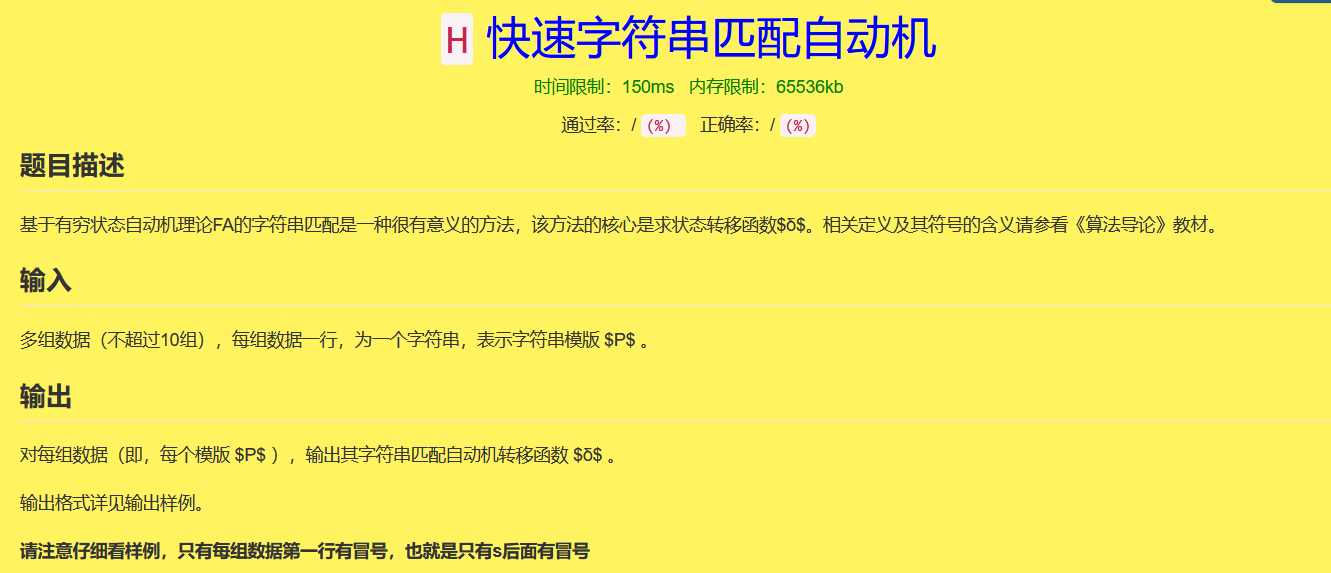 H 快速字符串匹配自动机
时间限制：150ms 内存限制：65536kb
通过率：/ (%) 正确率：/ (%)
题目描述
基于有穷状态自动机理论FA的字符串匹配是一种很有意义的方法，该方法的核心是求状态转移函数$δ$。相关定义及其符号的含义请参看《算法导论》教材。
输入
多组数据（不超过10组），每组数据一行，为一个字符串，表示字符串模版 $P$ 。
输出
对每组数据（即，每个模版 $P$ ），输出其字符串匹配自动机转移函数 $δ$ 。
输出格式详见输出样例。
请注意仔细看样例，只有每组数据第一行有冒号，也就是只有s后面有冒号